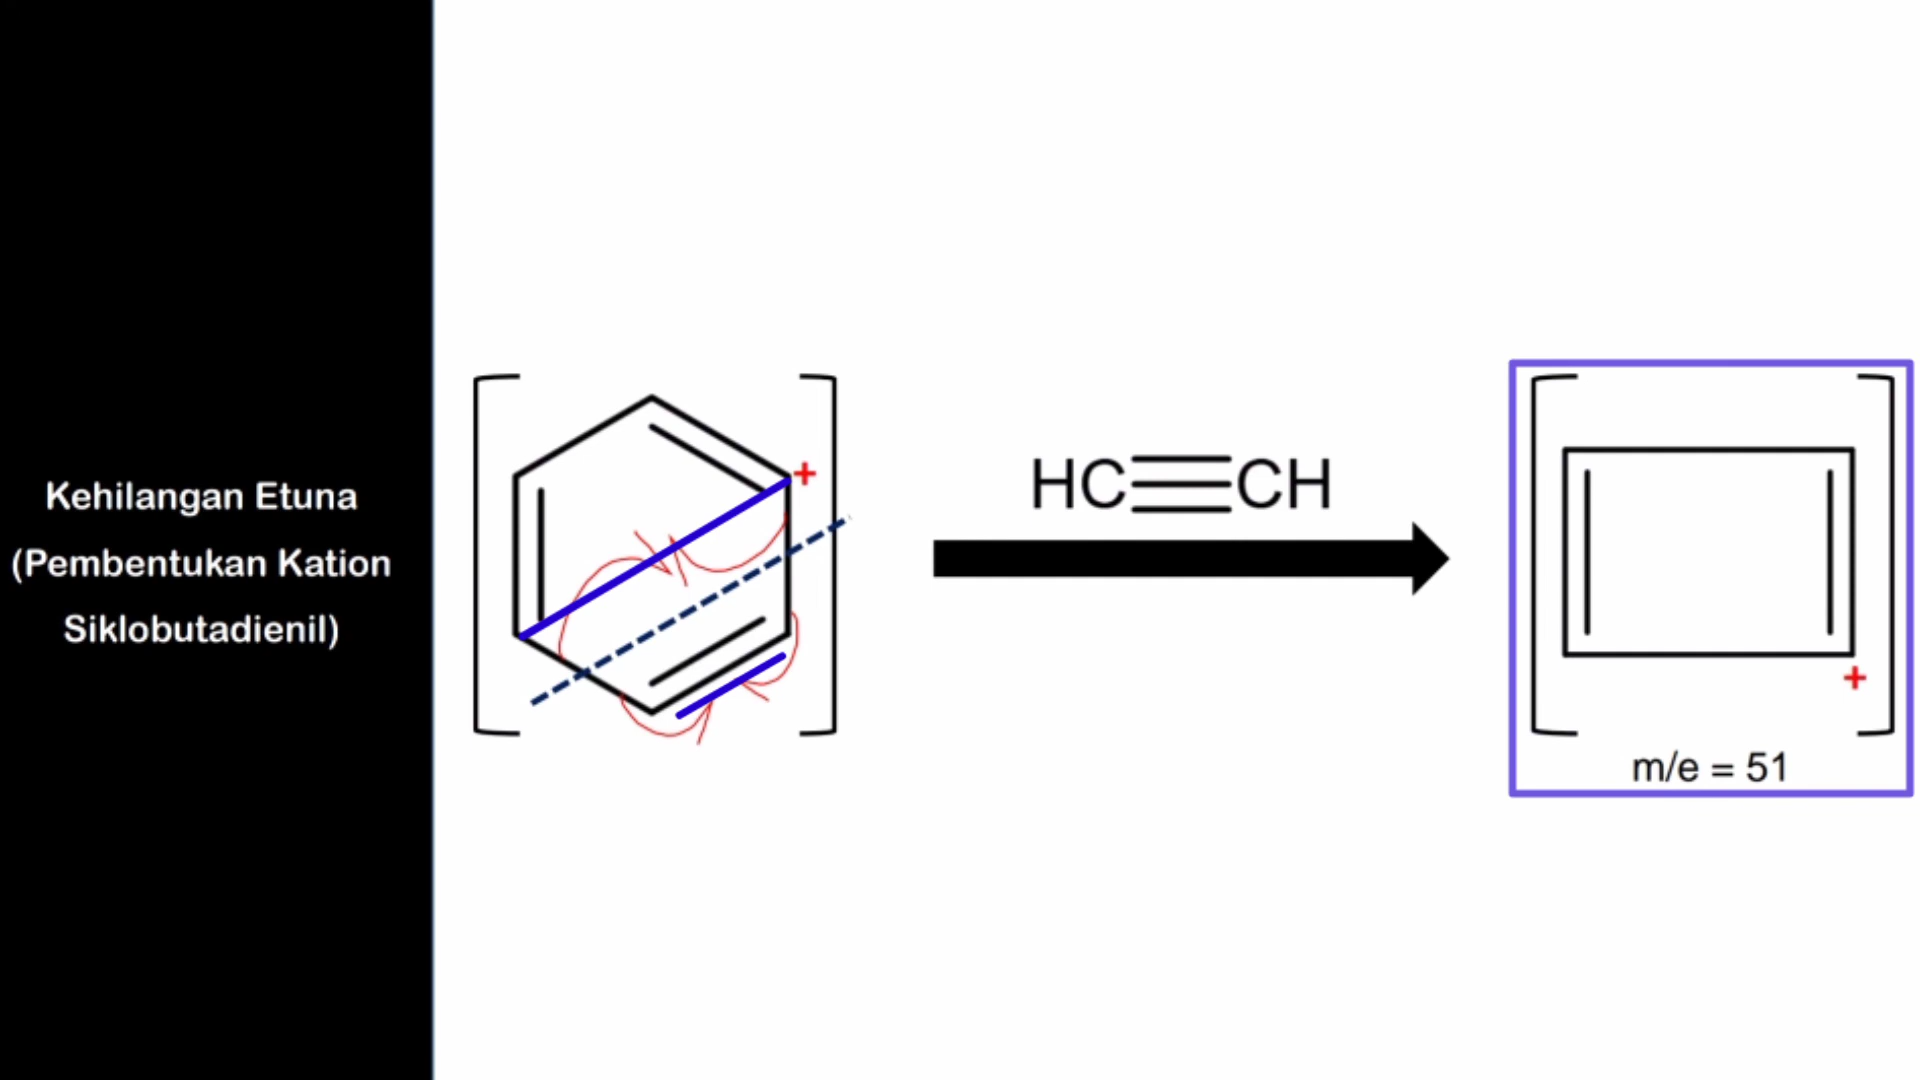 Kehilangan Etuna
(Pembentukan Kation
Siklobutadienil)
+
HC≡CH
+
m/e = 51